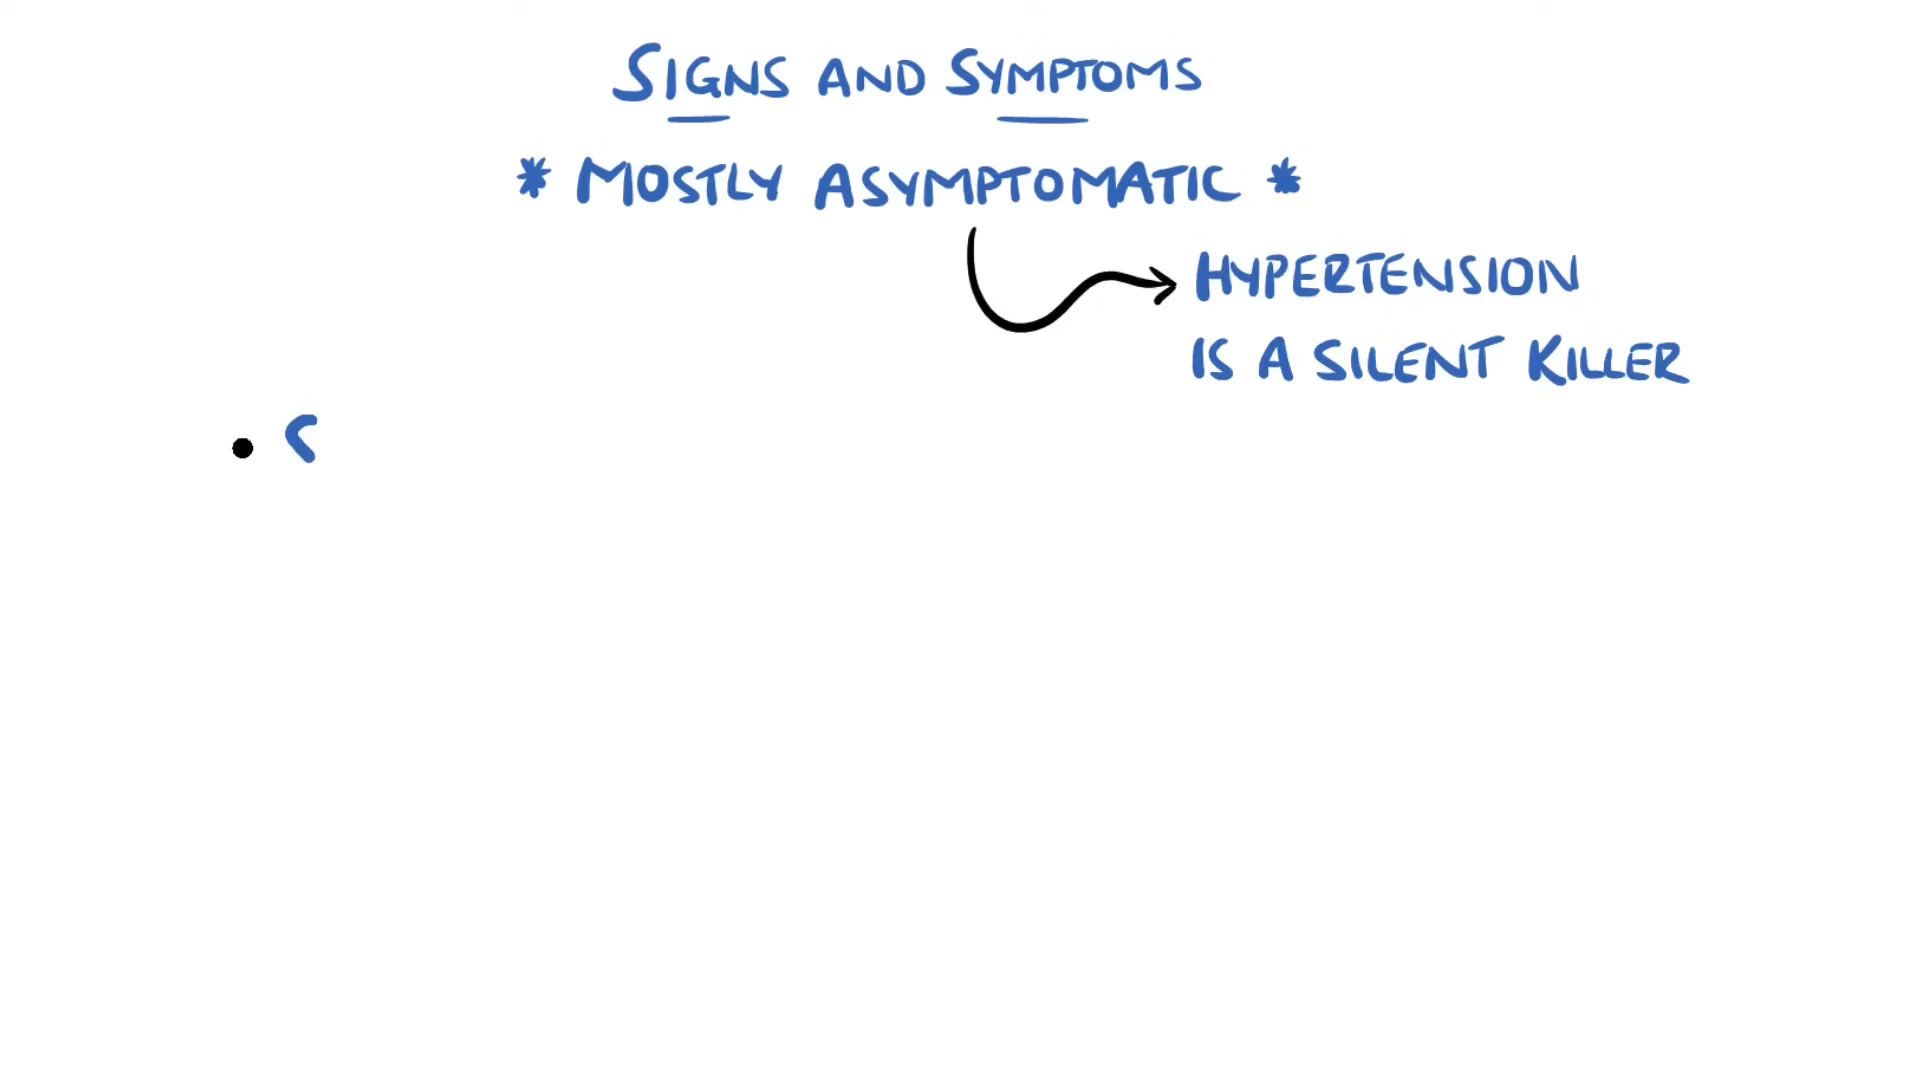 SIGNS AND SYMPTOMS
* MOSTLY ASYMPTOMATIC *
HYPERTENSION
IS A SILENT KILLER
•